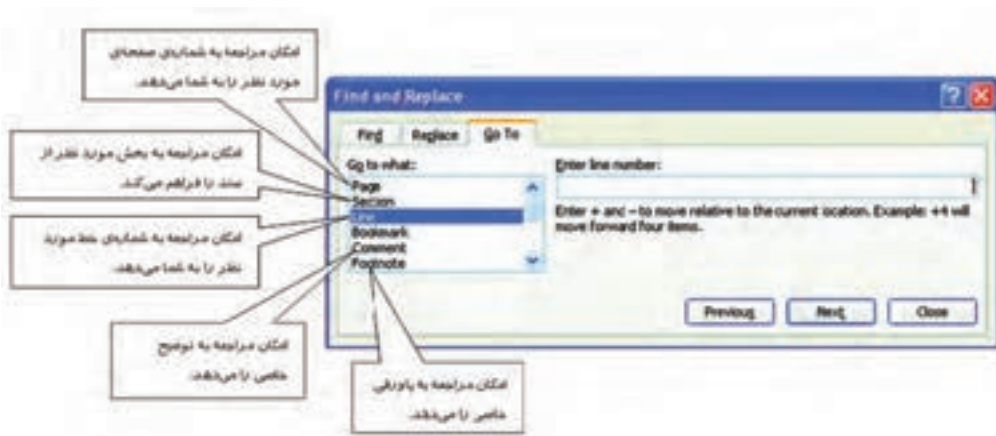 امکان مراجعه به شماره‌ی صفحه‌ی
مورد نظر را به شما می‌دهد.
امکان مراجعه به بخش مورد نظر از
سند را فراهم می‌کند.
امکان مراجعه به شماره‌ی خط مورد
نظر را به شما می‌دهد.
امکان مراجعه به توضیح
خاصی را می‌دهد.
امکان مراجعه به پاورقی
خاصی را می‌دهد.
Find and Replace
Find Replace Go To
Go to what:
Page
Section
Line
Bookmark
Comment
Footnote
Enter line number:
Enter + and – to move relative to the current location. Example: +4 will
move forward four items.
Previous Next Close